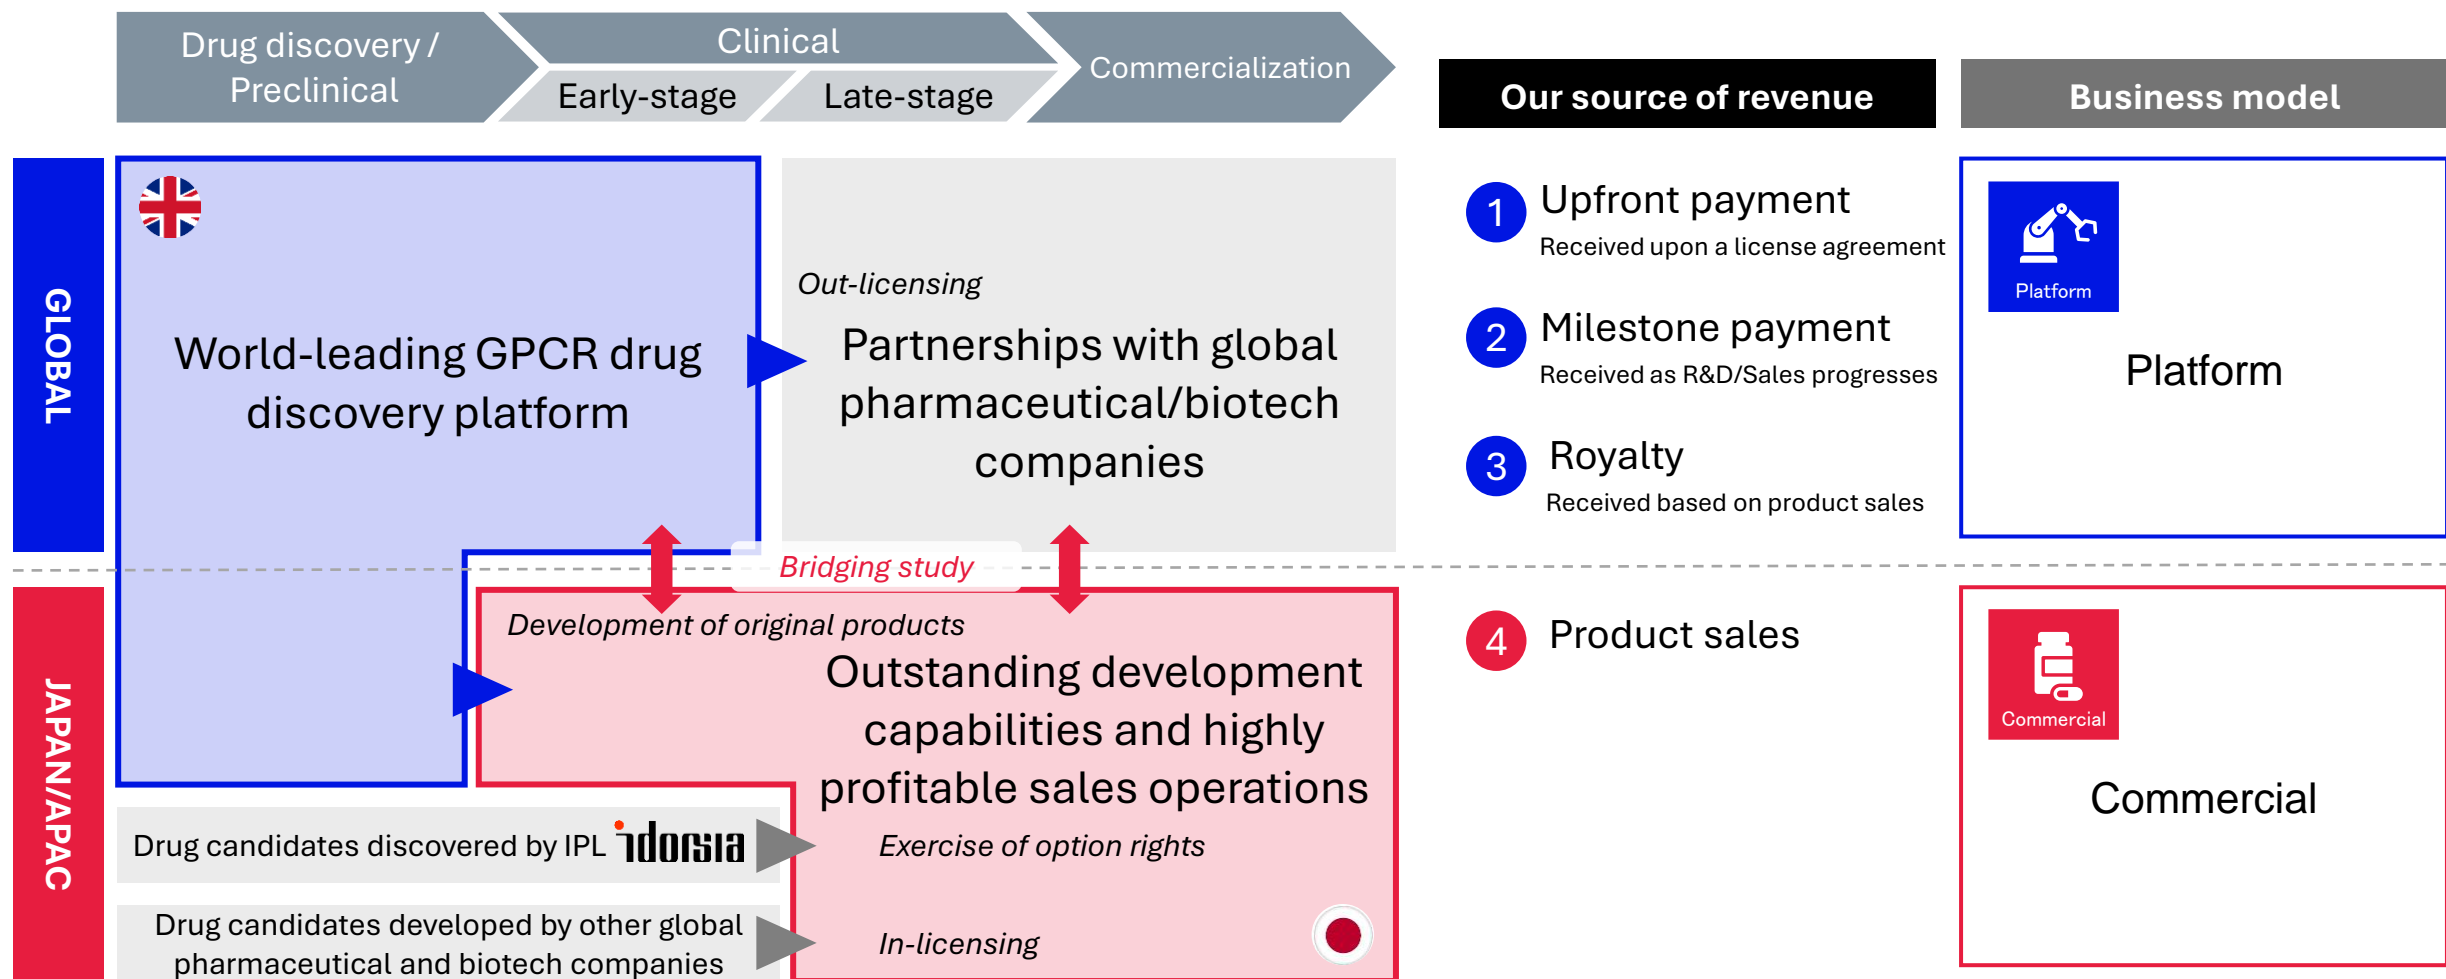 Drug discovery /
Preclinical
Clinical
Early-stage
Late-stage
Commercialization
Our source of revenue
Business model
GLOBAL
World-leading GPCR drug
discovery platform
Out-licensing
Partnerships with global
pharmaceutical/biotech
companies
1 Upfront payment
Received upon a license agreement
2 Milestone payment
Received as R&D/Sales progresses
3 Royalty
Received based on product sales
Platform
Platform
Bridging study
JAPAN/APAC
Development of original products
Outstanding development
capabilities and highly
profitable sales operations
Drug candidates discovered by IPL idorsia
Exercise of option rights
Drug candidates developed by other global
pharmaceutical and biotech companies
In-licensing
4 Product sales
Commercial
Commercial